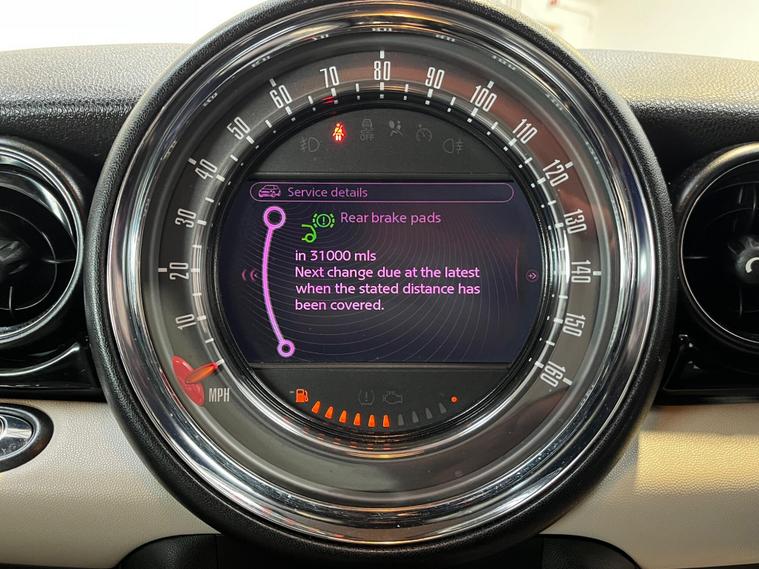 80
70
90
60
100
50
110
40
120
30
130
20
140
10
150
160
MPH
OFF
Service details
Rear brake pads
in 31000 mls
Next change due at the latest
when the stated distance has
been covered.